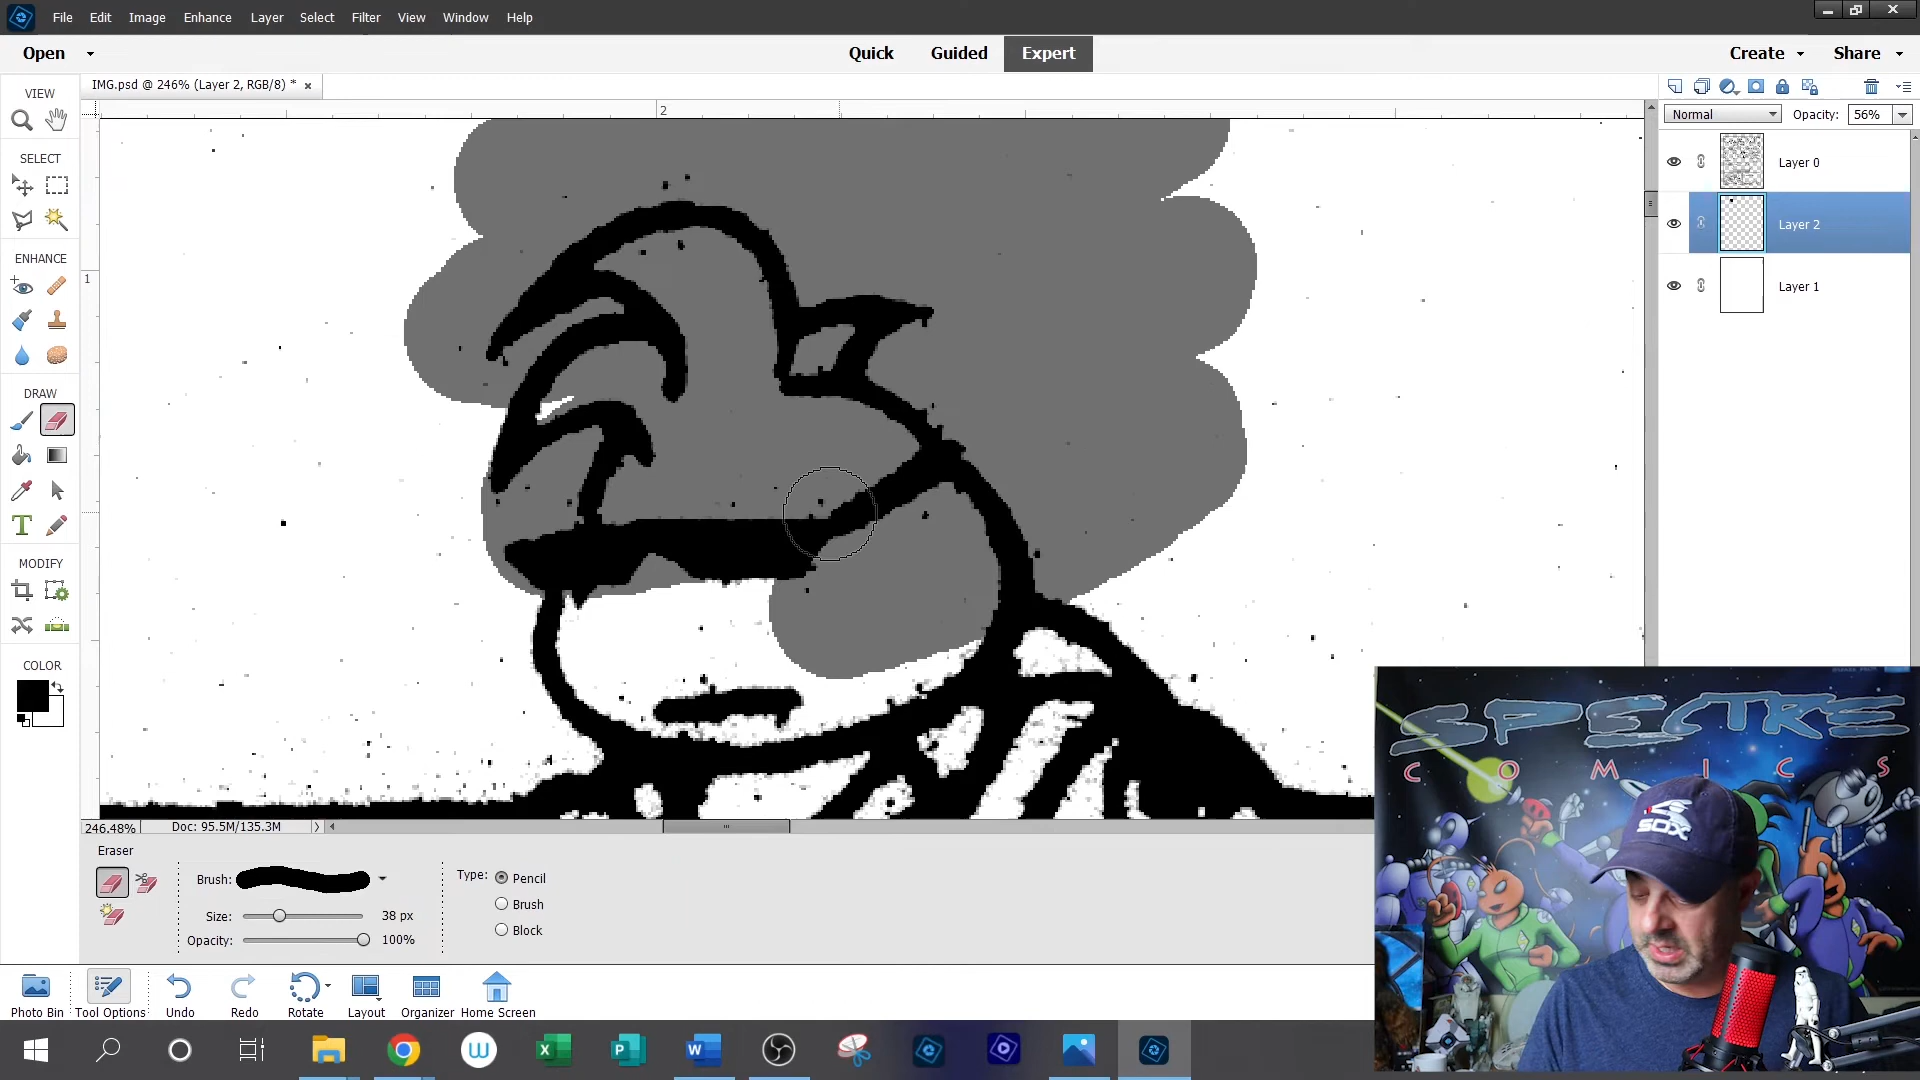 File Edit Image Enhance Layer Select Filter View Window Help
Open Quick Guided Expert Create Share
VIEW
IMG.psd @ 246% (Layer 2, RGB/8) *
Normal Opacity: 56%
2
SELECT
Layer 0
Layer 2
ENHANCE
1
Layer 1
DRAW
MODIFY
COLOR
246.48% Doc: 95.5M/135.3M
Eraser
Brush:
Type: Pencil
Size: 38 px
Brush
Opacity: 100%
Block
SPECTRE
COMICS
SOX
Photo Bin Tool Options Undo Redo Rotate Layout Organizer Home Screen